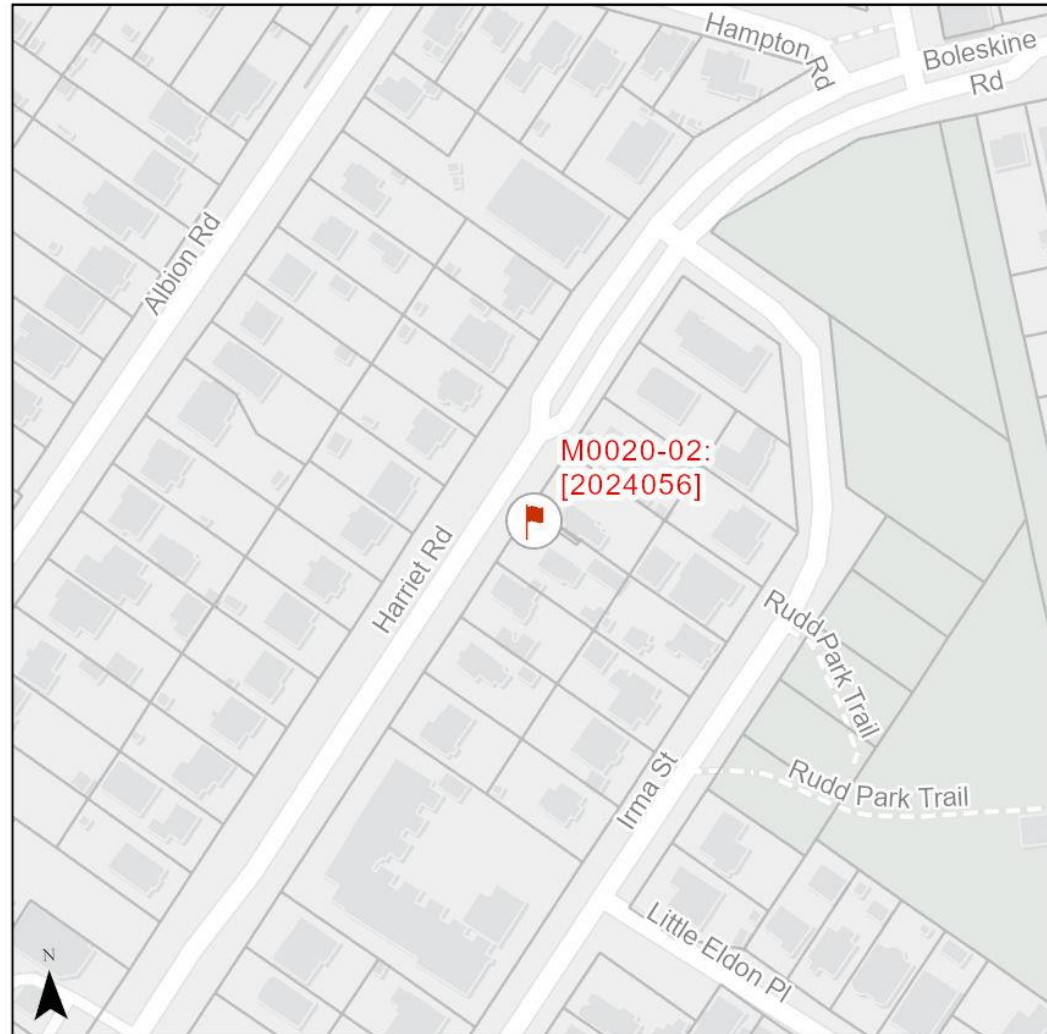 Hampton
Rd
Boleskine
Rd
Albion Rd
M0020-02:
[2024056]
Harriet Rd
Rudd Park Trail
Irma St
Rudd Park Trail
Little Eldon Pl
N